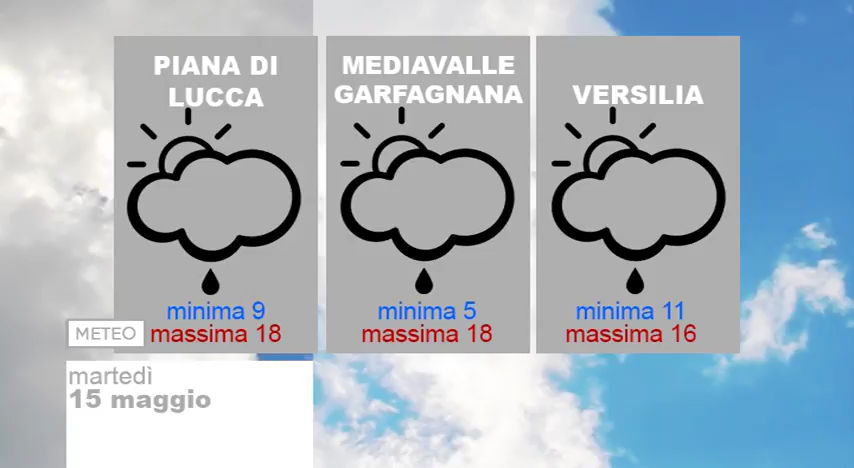 PIANA DI
LUCCA
minima 9
massima 18
MEDIAVALLE
GARFAGNANA
minima 5
massima 18
VERSILIA
minima 11
massima 16
METEO
martedì
15 maggio